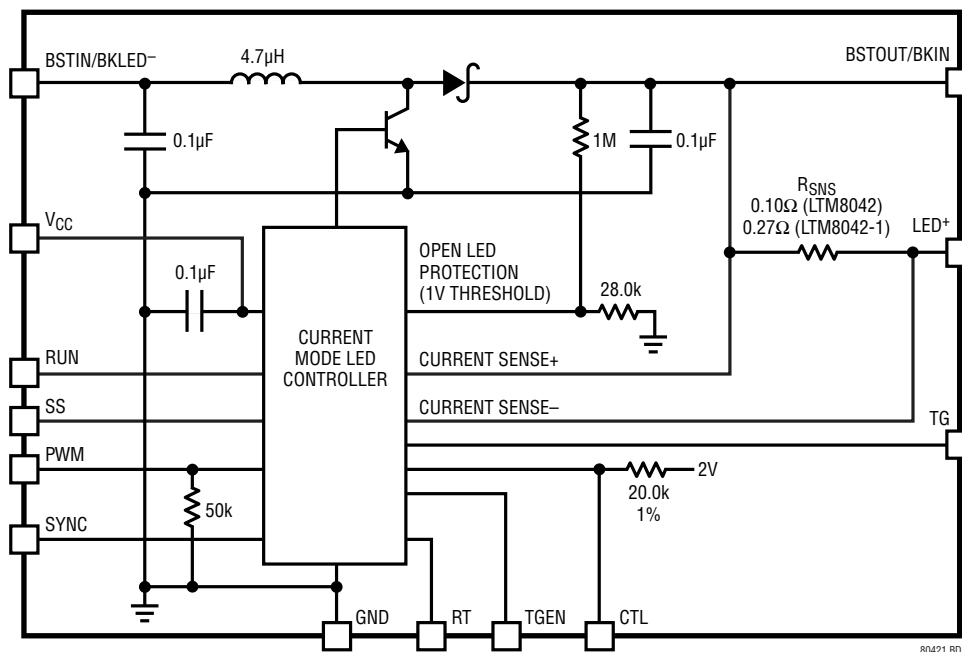 BSTIN/BKLED–
4.7µH
BSTOUT/BKIN
0.1µF
1M
0.1µF
RSNS
0.10Ω (LTM8042)
0.27Ω (LTM8042-1)
LED+
VCC
0.1µF
OPEN LED
PROTECTION
(1V THRESHOLD)
28.0k
CURRENT
MODE LED
CONTROLLER
RUN
CURRENT SENSE+
SS
CURRENT SENSE–
TG
PWM
2V
20.0k
1%
50k
SYNC
GND
RT
TGEN
CTL
80421 BD